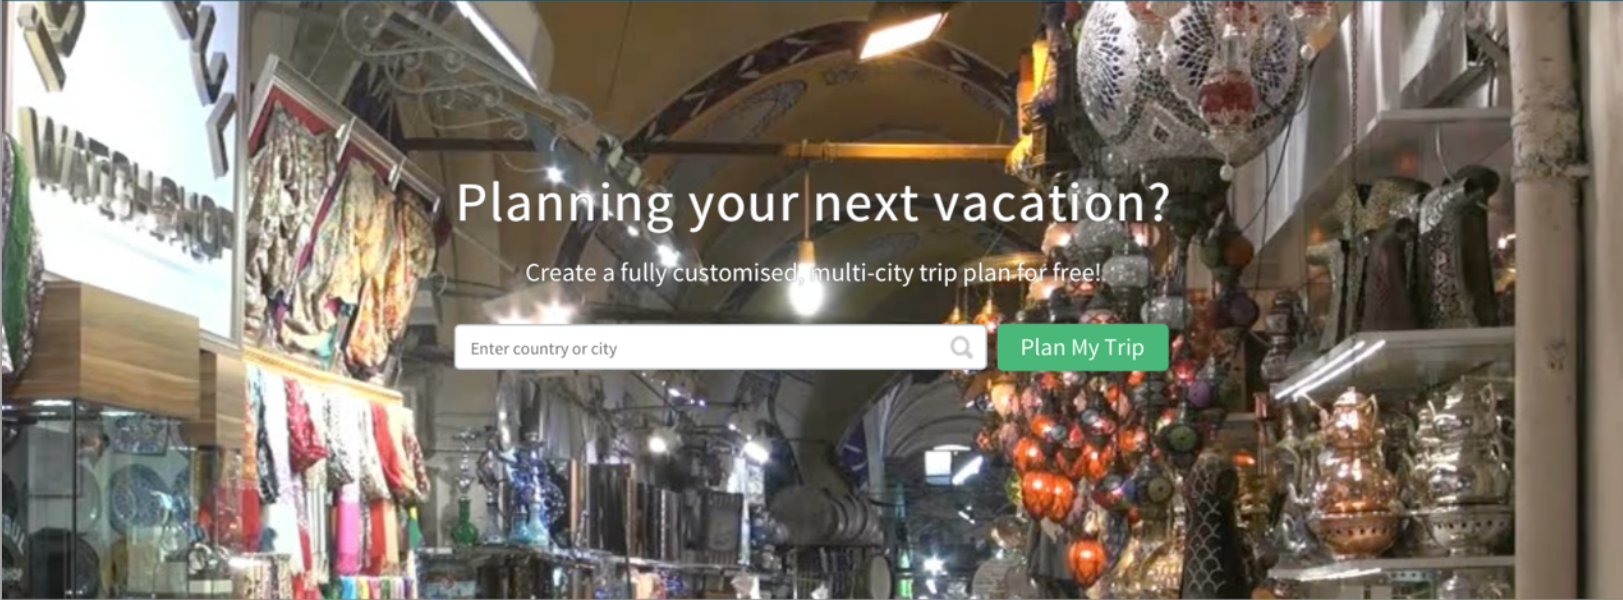 WATCH SHOP
Planning your next vacation?
Create a fully customised, multi-city trip plan for free!
Enter country or city
Plan My Trip